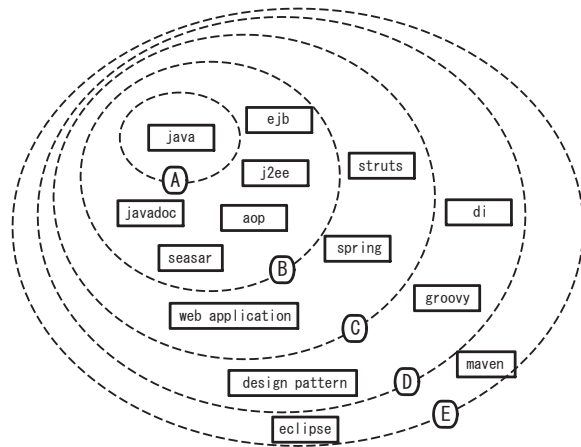 ejb
java
j2ee
struts
A
javadoc
aop
di
seasar
spring
B
groovy
web application
C
maven
design pattern
D
E
eclipse